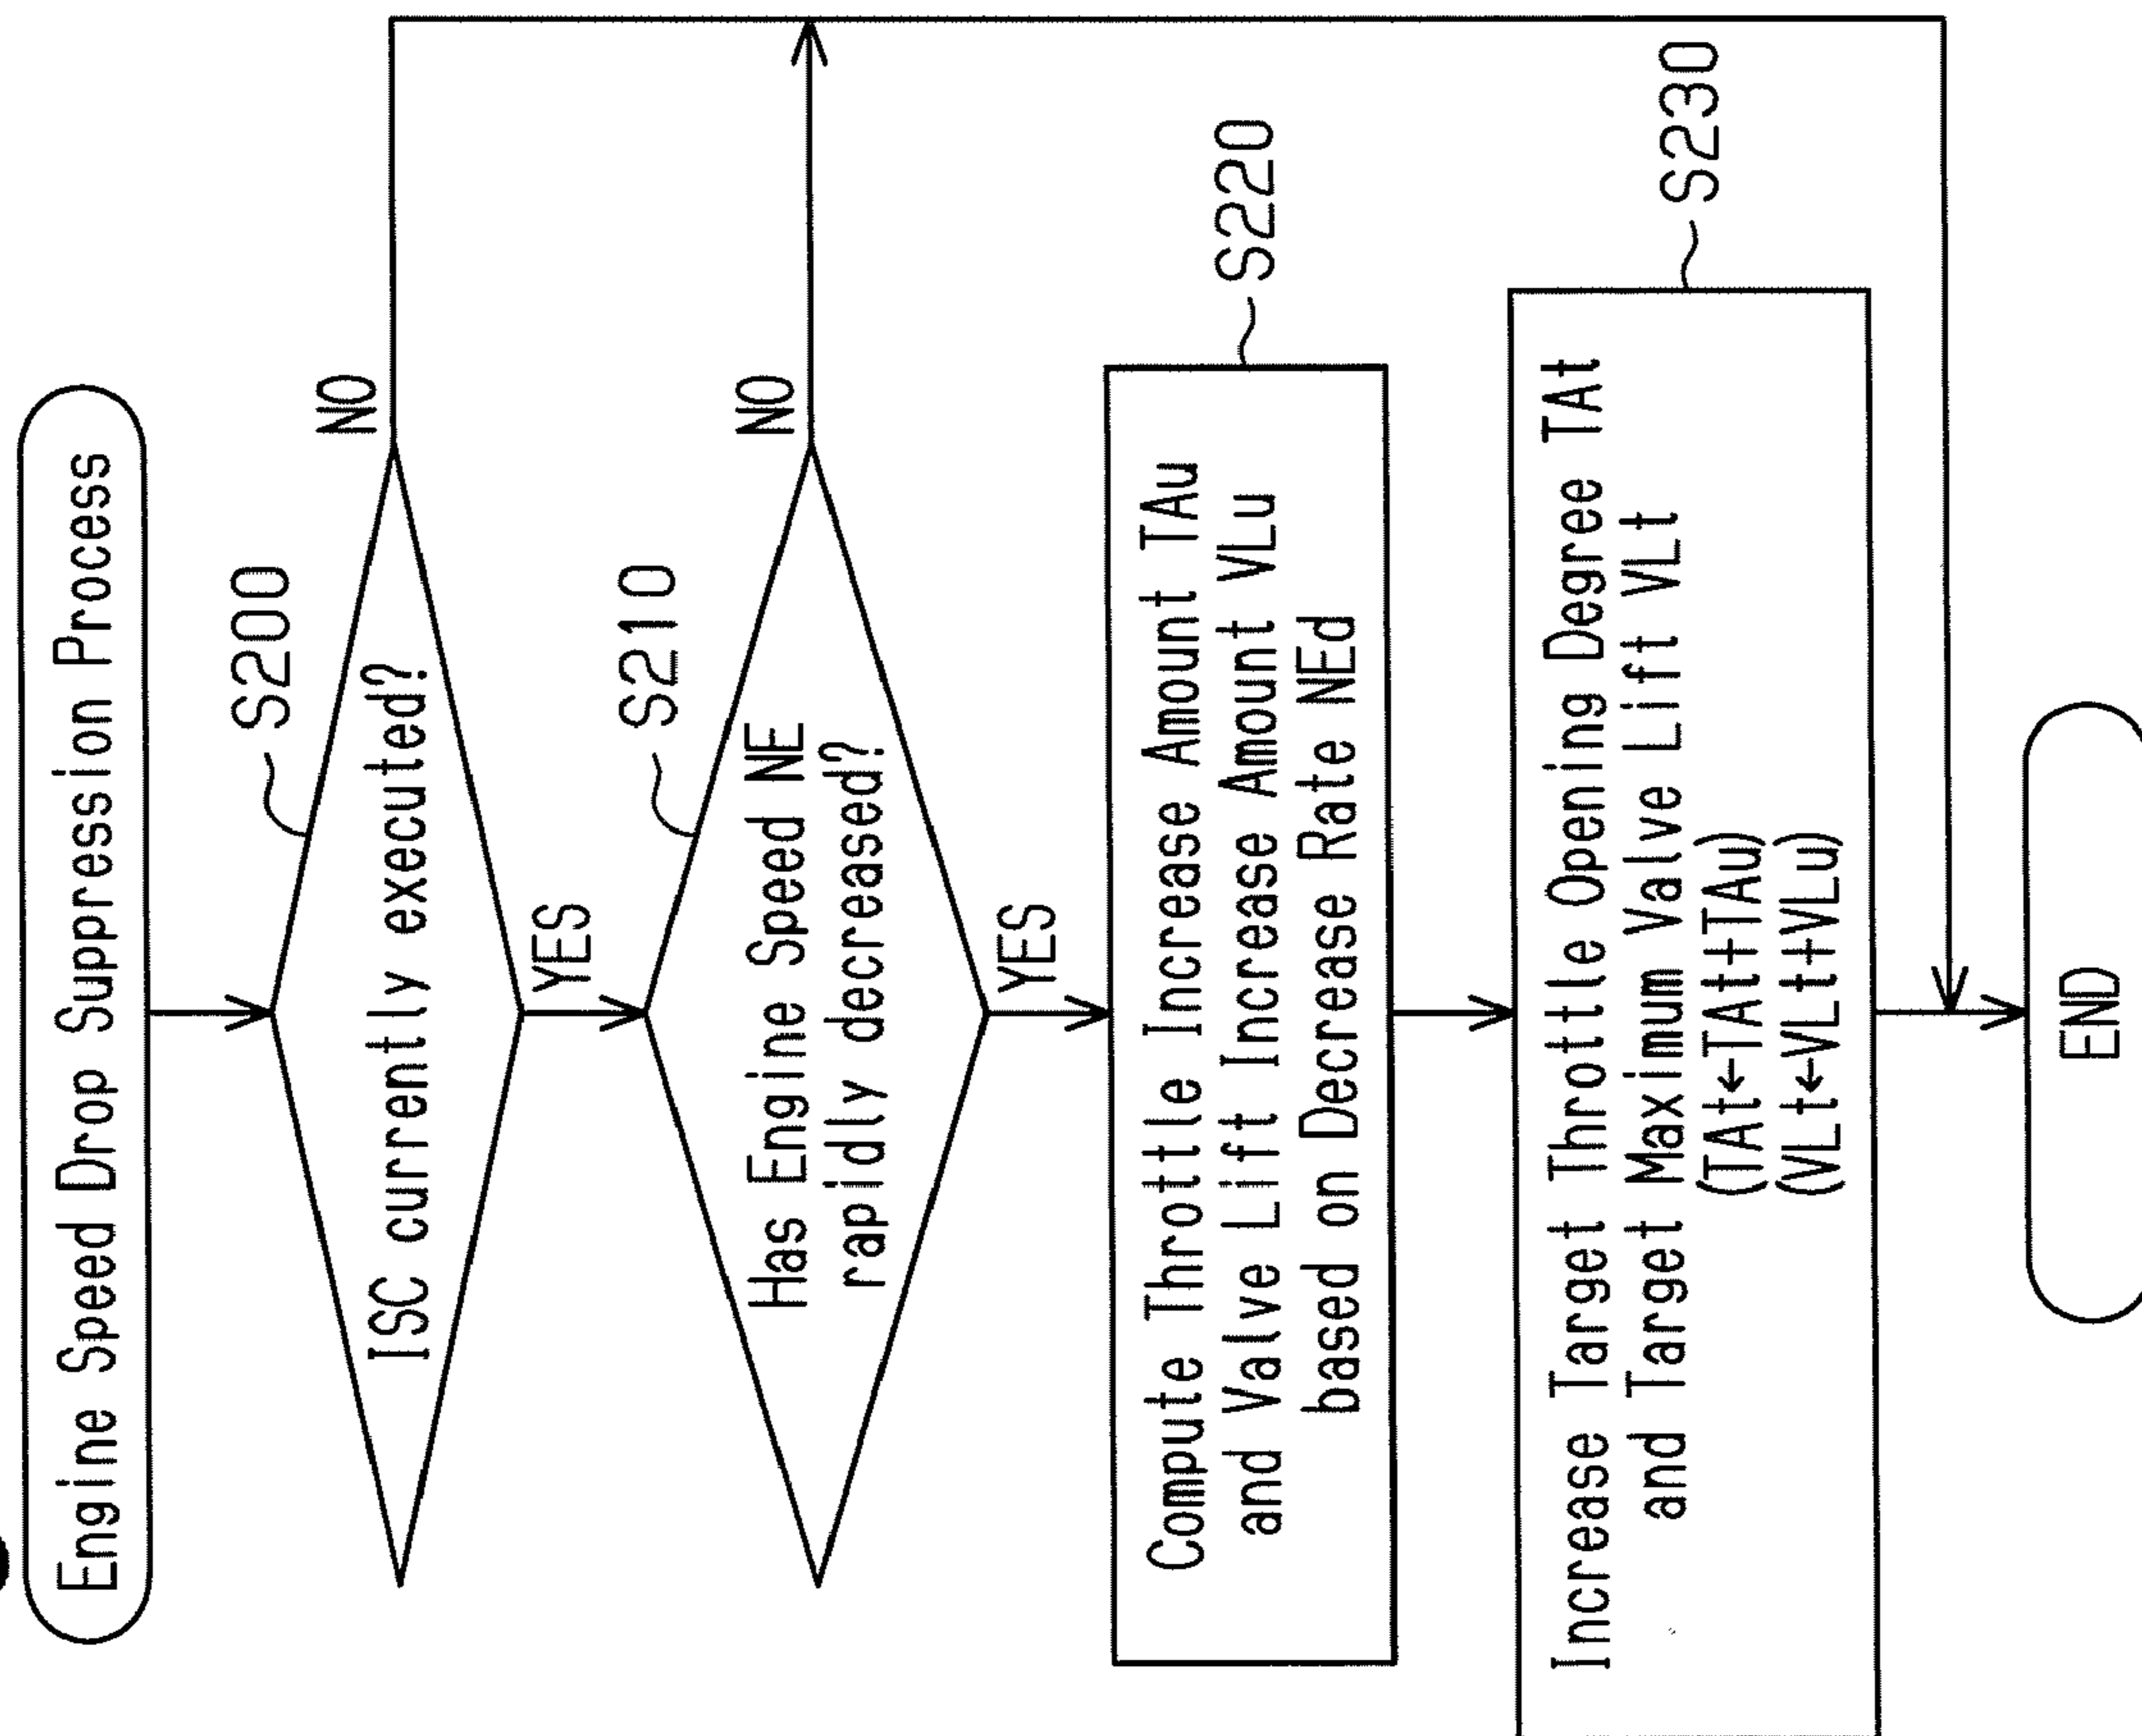 Engine Speed Drop Suppression Process
S200
ISC currently executed?
NO
YES
S210
Has Engine Speed NE
rapidly decreased?
NO
YES
S220
Compute Throttle Increase Amount TAu
and Valve Lift Increase Amount VLu
based on Decrease Rate NEd
S230
Increase Target Throttle Opening Degree TAt
and Target Maximum Valve Lift VLt
(TAt←TAt+TAu)
(VLt←VLt+VLu)
END